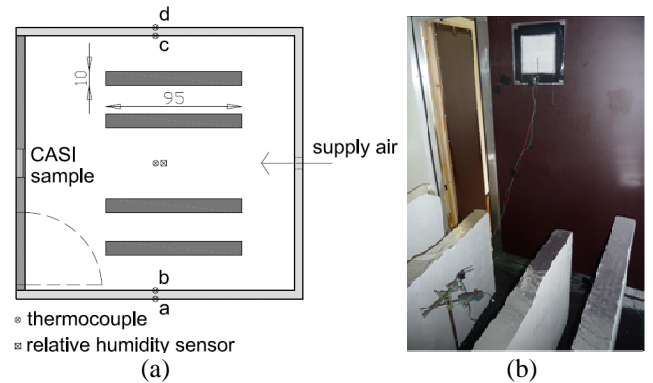 d
c
10
95
CASI
sample
supply air
b
a
thermocouple
relative humidity sensor
(a)
(b)